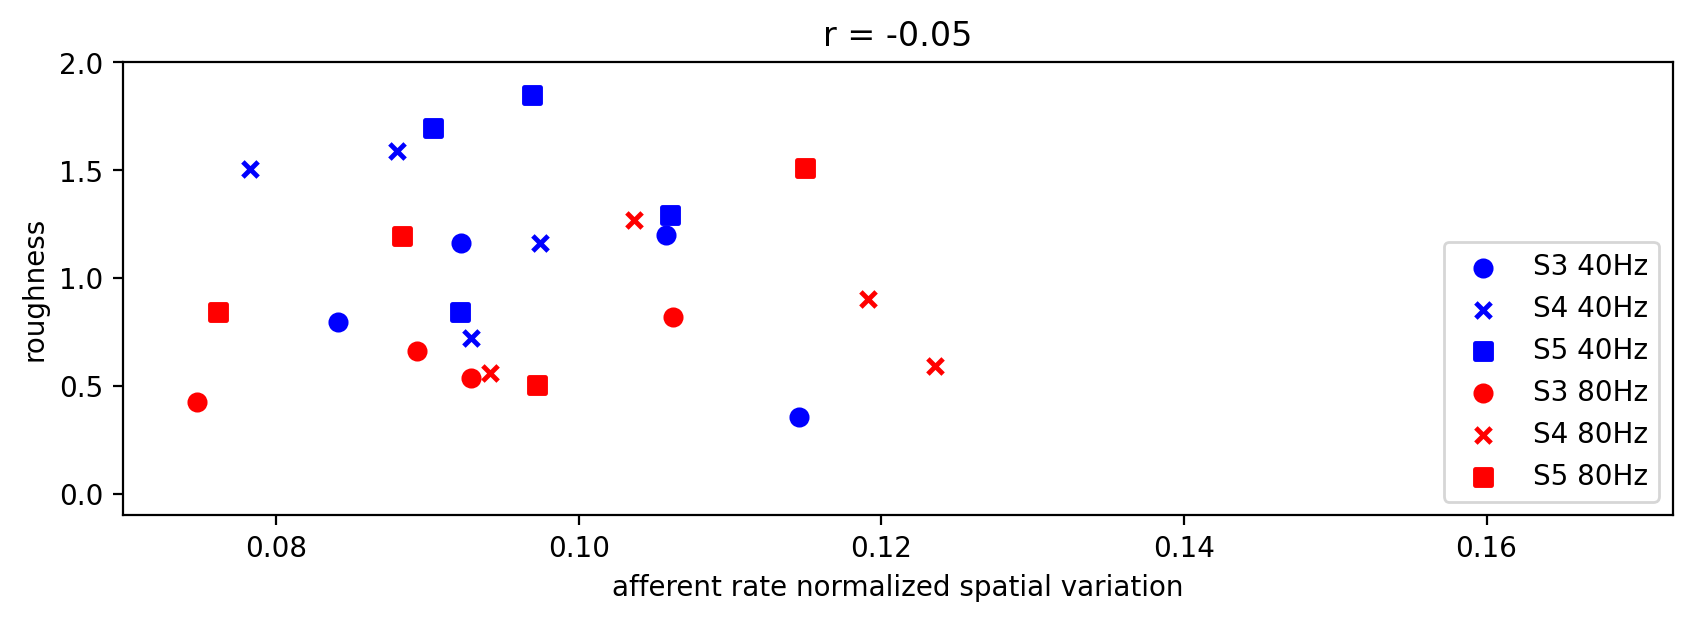 r = -0.05
2.0
1.5
1.0
0.5
0.0
roughness
0.08
0.10
0.12
0.14
0.16
afferent rate normalized spatial variation
S3 40Hz
S4 40Hz
S5 40Hz
S3 80Hz
S4 80Hz
S5 80Hz